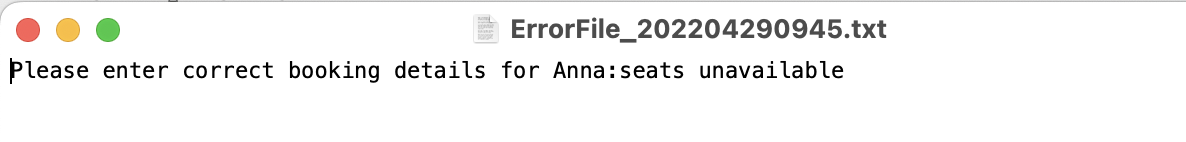 ErrorFile_202204290945.txt
Please enter correct booking details for Anna:seats unavailable